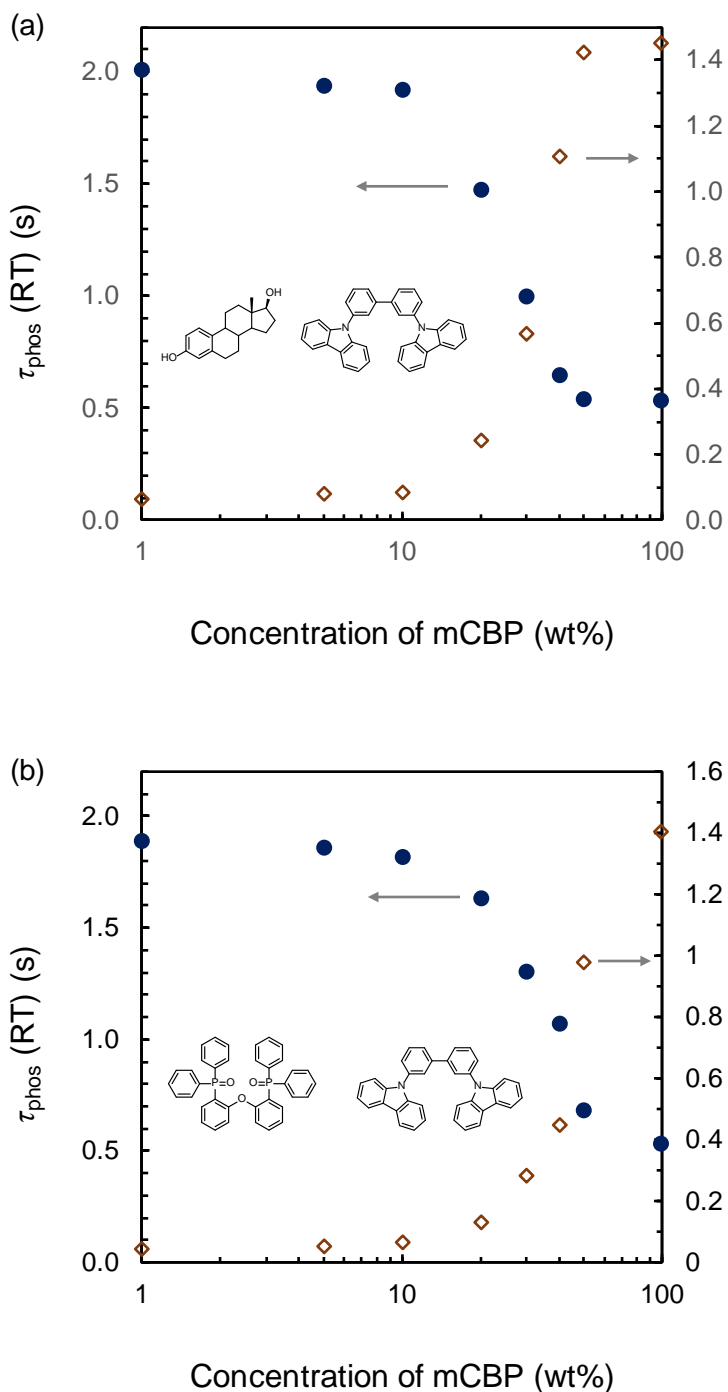 (a)
2.0
1.5
1.0
0.5
0.0
τphos (RT) (s)
1.4
1.2
1.0
0.8
0.6
0.4
0.2
0.0
OH
HO
N
N
1
10
100
Concentration of mCBP (wt%)
(b)
2.0
1.5
1.0
0.5
0.0
τphos (RT) (s)
1.6
1.4
1.2
1
0.8
0.6
0.4
0.2
0
P=O
O=P
O
N
N
1
10
100
Concentration of mCBP (wt%)